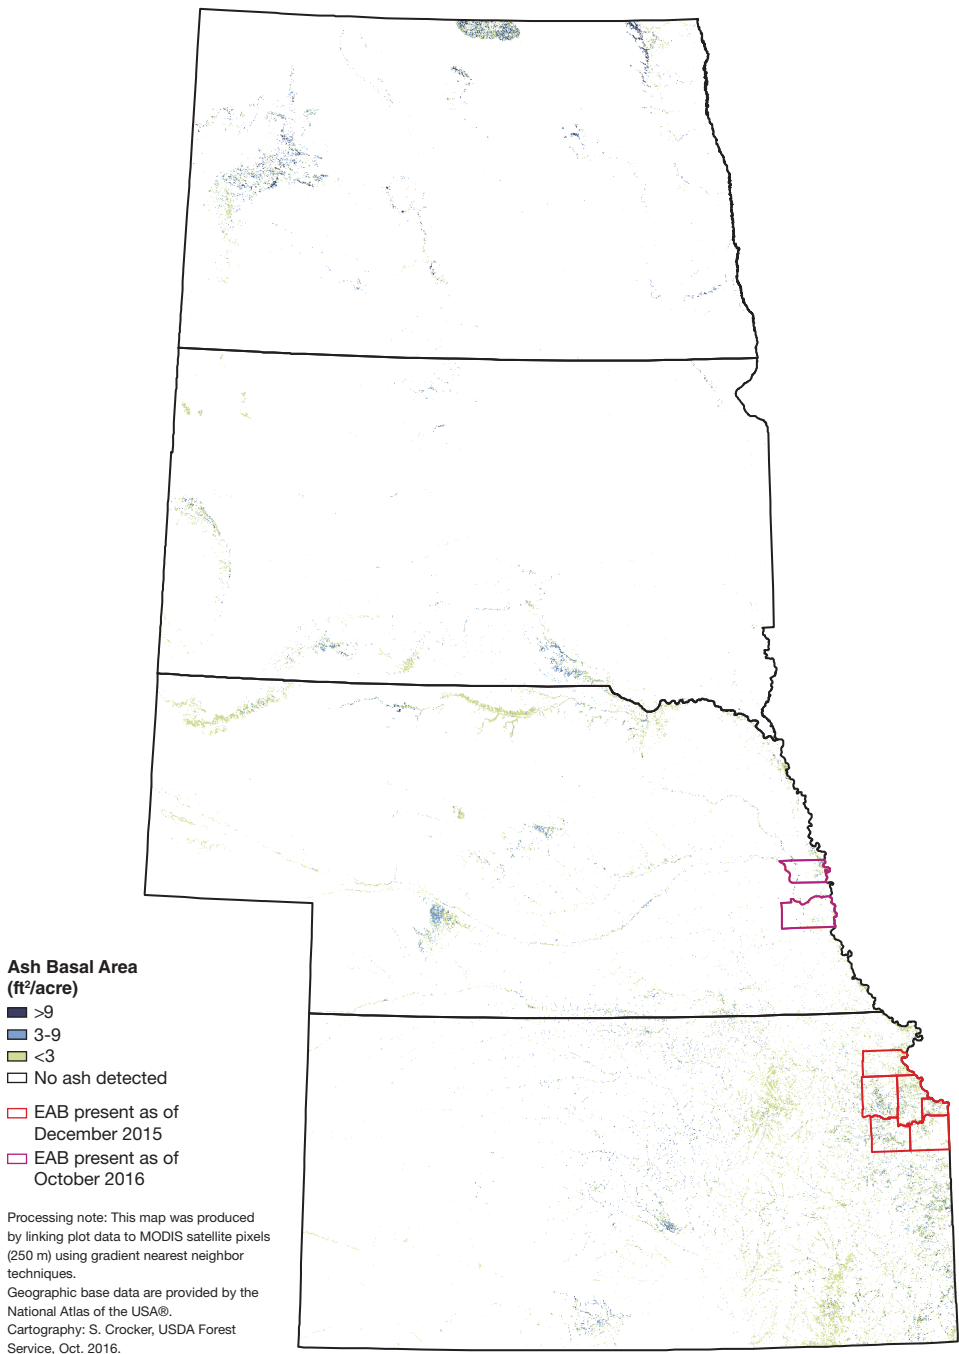 Ash Basal Area
(ft²/acre)
>9
3-9
<3
No ash detected
EAB present as of
December 2015
EAB present as of
October 2016
Processing note: This map was produced
by linking plot data to MODIS satellite pixels
(250 m) using gradient nearest neighbor
techniques.
Geographic base data are provided by the
National Atlas of the USA®.
Cartography: S. Crocker, USDA Forest
Service, Oct. 2016.